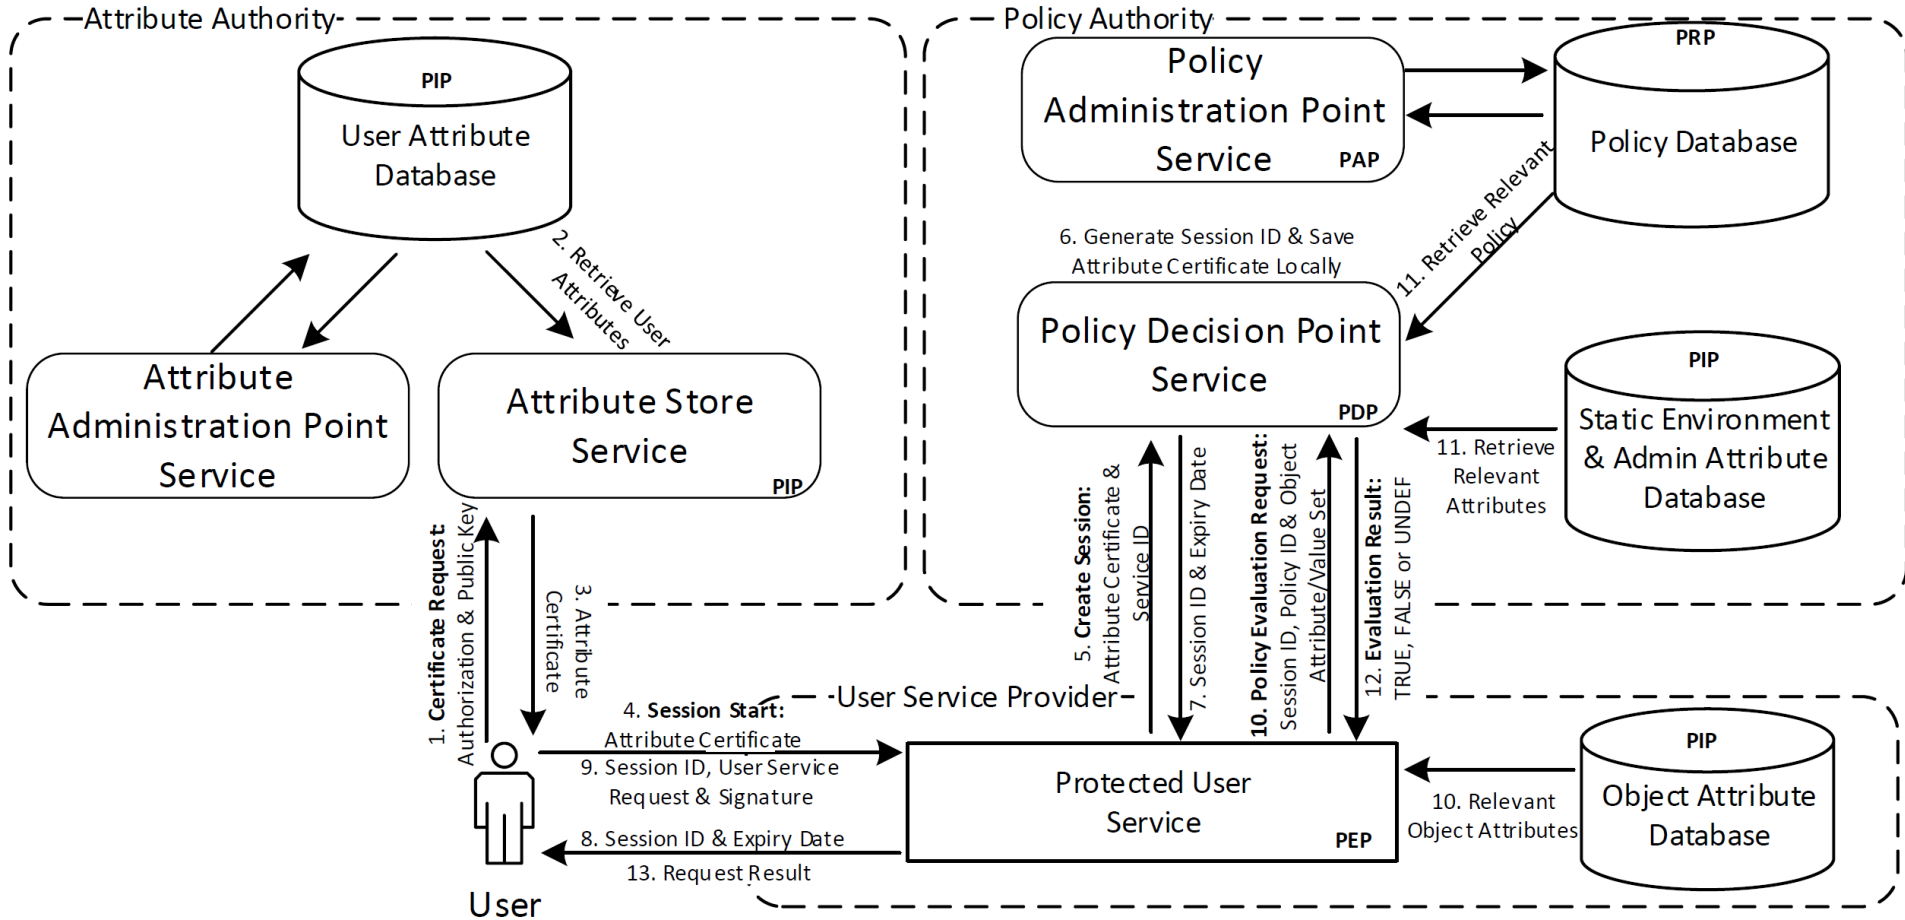 Attribute Authority
PIP
User Attribute
Database
2. Retrieve User
Attributes
Attribute
Administration Point
Service
Attribute Store
Service
PIP
1. Certificate Request:
Authorization & Public Key
3. Attribute
Certificate
Policy Authority
Policy
Administration Point
Service
PAP
PRP
Policy Database
11. Retrieve Relevant
Policy
6. Generate Session ID & Save
Attribute Certificate Locally
Policy Decision Point
Service
PDP
PIP
Static Environment
& Admin Attribute
Database
11. Retrieve
Relevant
Attributes
5. Create Session:
Attribute Certificate &
Service ID
7. Session ID & Expiry Date
10. Policy Evaluation Request:
Session ID, Policy ID & Object
Attribute/Value Set
12. Evaluation Result:
TRUE, FALSE or UNDEF
User Service Provider
4. Session Start:
Attribute Certificate
9. Session ID, User Service
Request & Signature
8. Session ID & Expiry Date
13. Request Result
User
Protected User
Service
PEP
10. Relevant
Object Attributes
PIP
Object Attribute
Database